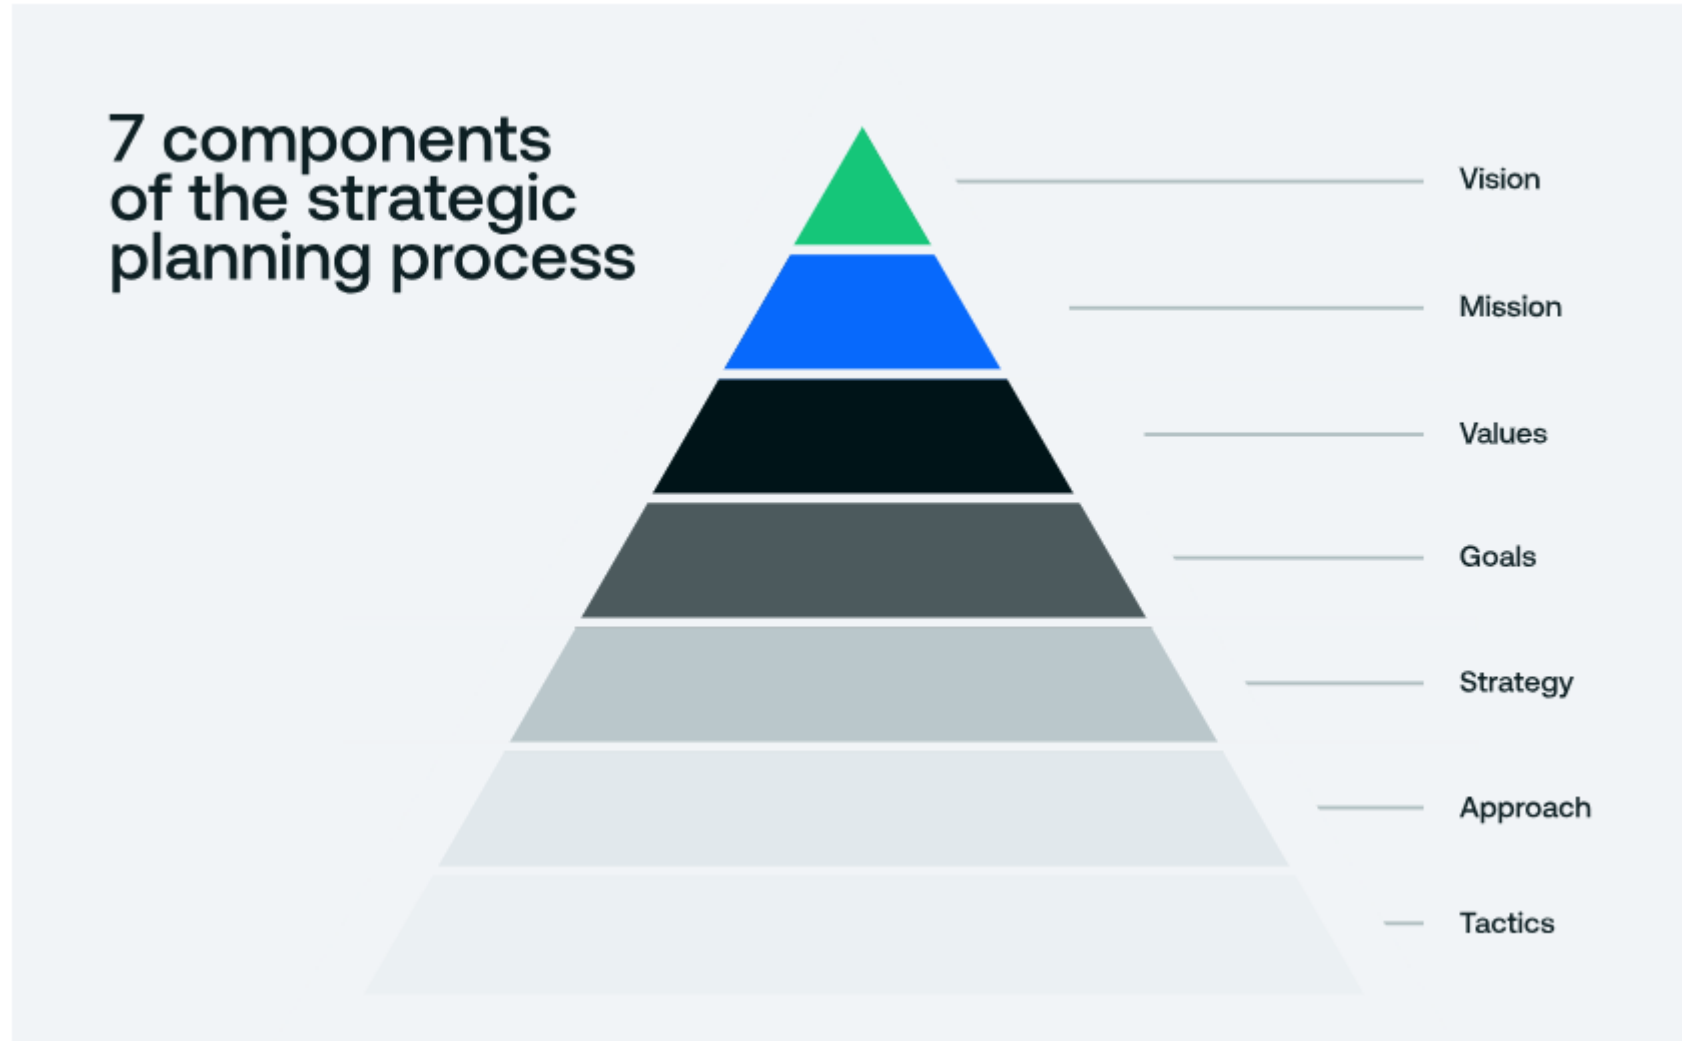 7 components
of the strategic
planning process
Vision
Mission
Values
Goals
Strategy
Approach
Tactics